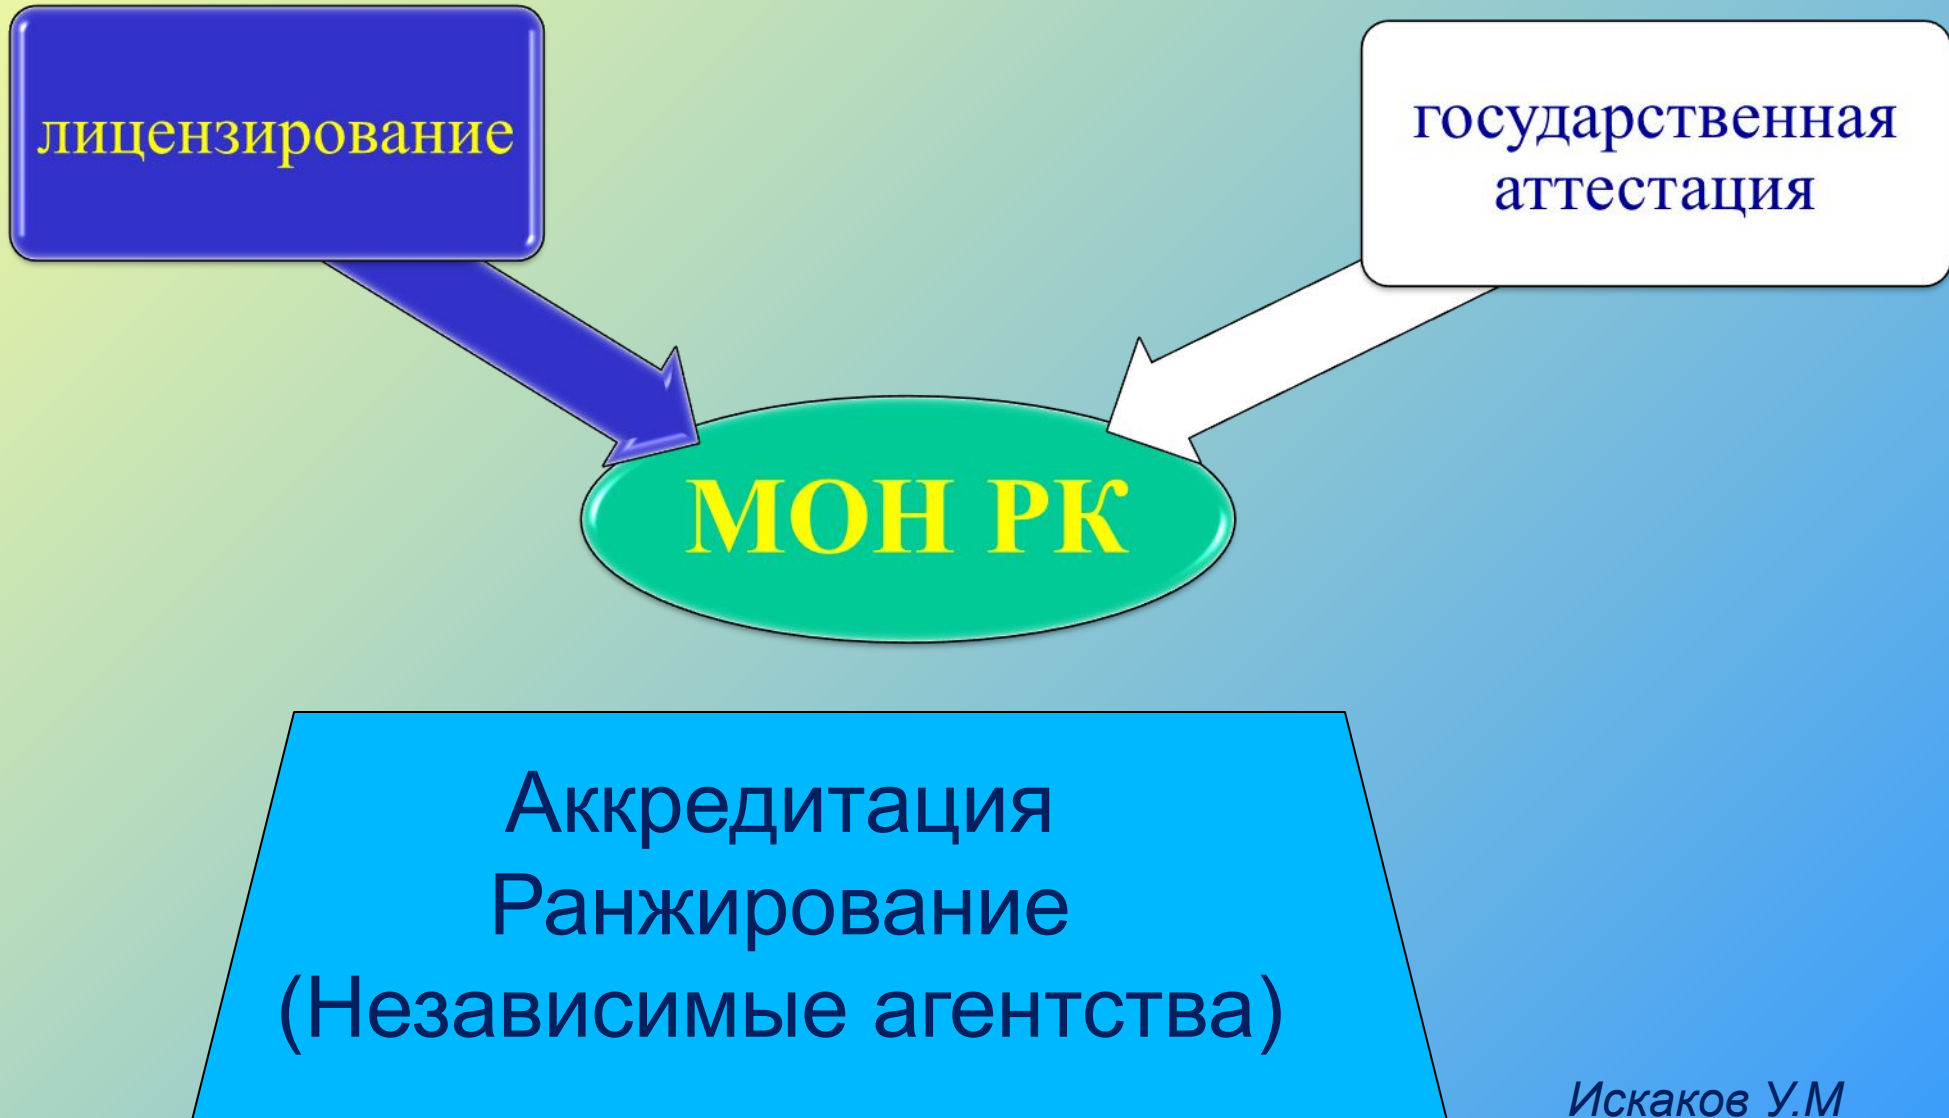 лицензирование
государственная
аттестация
МОН РК
Аккредитация
Ранжирование
(Независимые агентства)
Искаков У.М